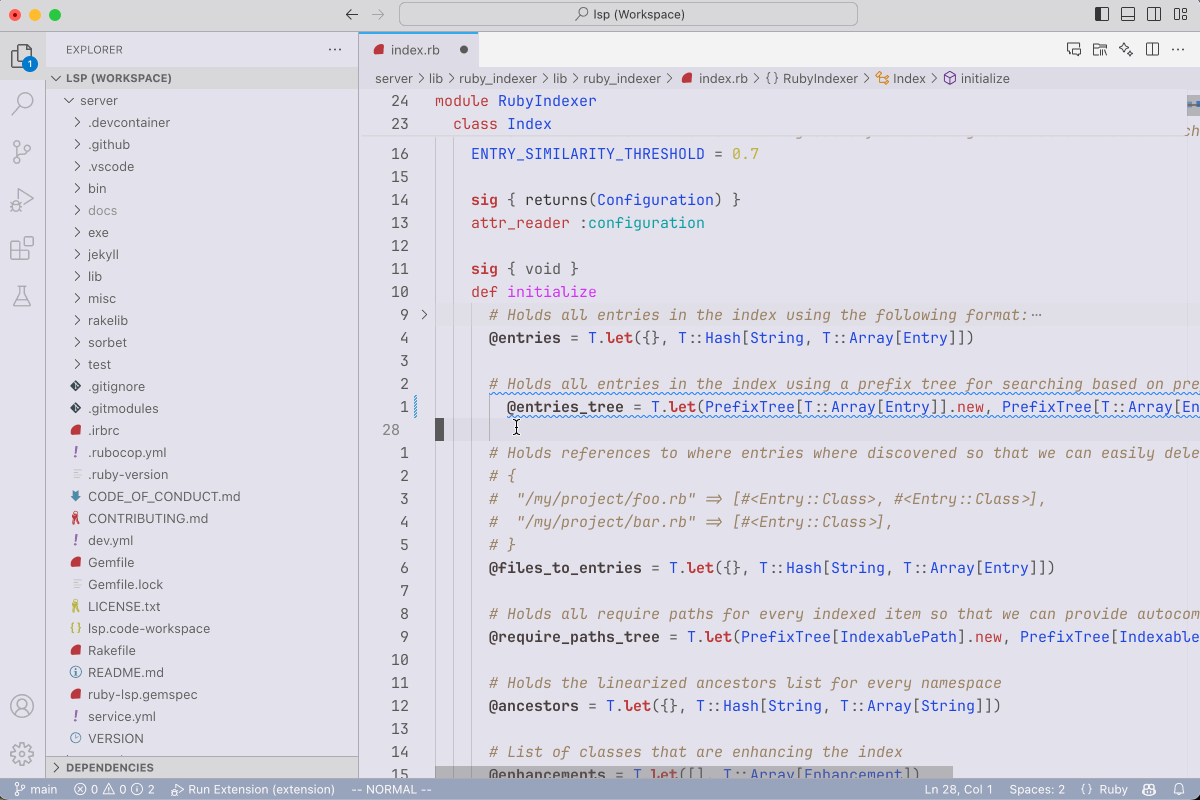 lsp (Workspace)
EXPLORER
1
LSP (WORKSPACE)
server
.devcontainer
.github
.vscode
bin
docs
exe
jekyll
lib
misc
rakelib
sorbet
test
.gitignore
.gitmodules
.irbrc
.rubocop.yml
.ruby-version
CODE_OF_CONDUCT.md
CONTRIBUTING.md
dev.yml
Gemfile
Gemfile.lock
LICENSE.txt
lsp.code-workspace
Rakefile
README.md
ruby-lsp.gemspec
service.yml
VERSION
DEPENDENCIES
index.rb
server > lib > ruby_indexer > lib > ruby_indexer > index.rb > {} RubyIndexer > Index > initialize
24 module RubyIndexer
23 class Index
16 ENTRY_SIMILARITY_THRESHOLD = 0.7
15
14 sig { returns(Configuration) }
13 attr_reader :configuration
12
11 sig { void }
10 def initialize
9 # Holds all entries in the index using the following format:⋯
4 @entries = T.let({}, T::Hash[String, T::Array[Entry]])
3
2 # Holds all entries in the index using a prefix tree for searching based on pre
1 @entries_tree = T.let(PrefixTree[T::Array[Entry]].new, PrefixTree[T::Array[En
28
1 # Holds references to where entries where discovered so that we can easily dele
2 # {
3 # "/my/project/foo.rb" => [#<Entry::Class>, #<Entry::Class>],
4 # "/my/project/bar.rb" => [#<Entry::Class>],
5 # }
6 @files_to_entries = T.let({}, T::Hash[String, T::Array[Entry]])
7
8 # Holds all require paths for every indexed item so that we can provide autocom
9 @require_paths_tree = T.let(PrefixTree[IndexablePath].new, PrefixTree[Indexable
10
11 # Holds the linearized ancestors list for every namespace
12 @ancestors = T.let({}, T::Hash[String, T::Array[String]])
13
14 # List of classes that are enhancing the index
15 @enhancements = T.let([], T::Array[Enhancement])
main 0 0 2 Run Extension (extension) -- NORMAL -- Ln 28, Col 1 Spaces: 2 {} Ruby